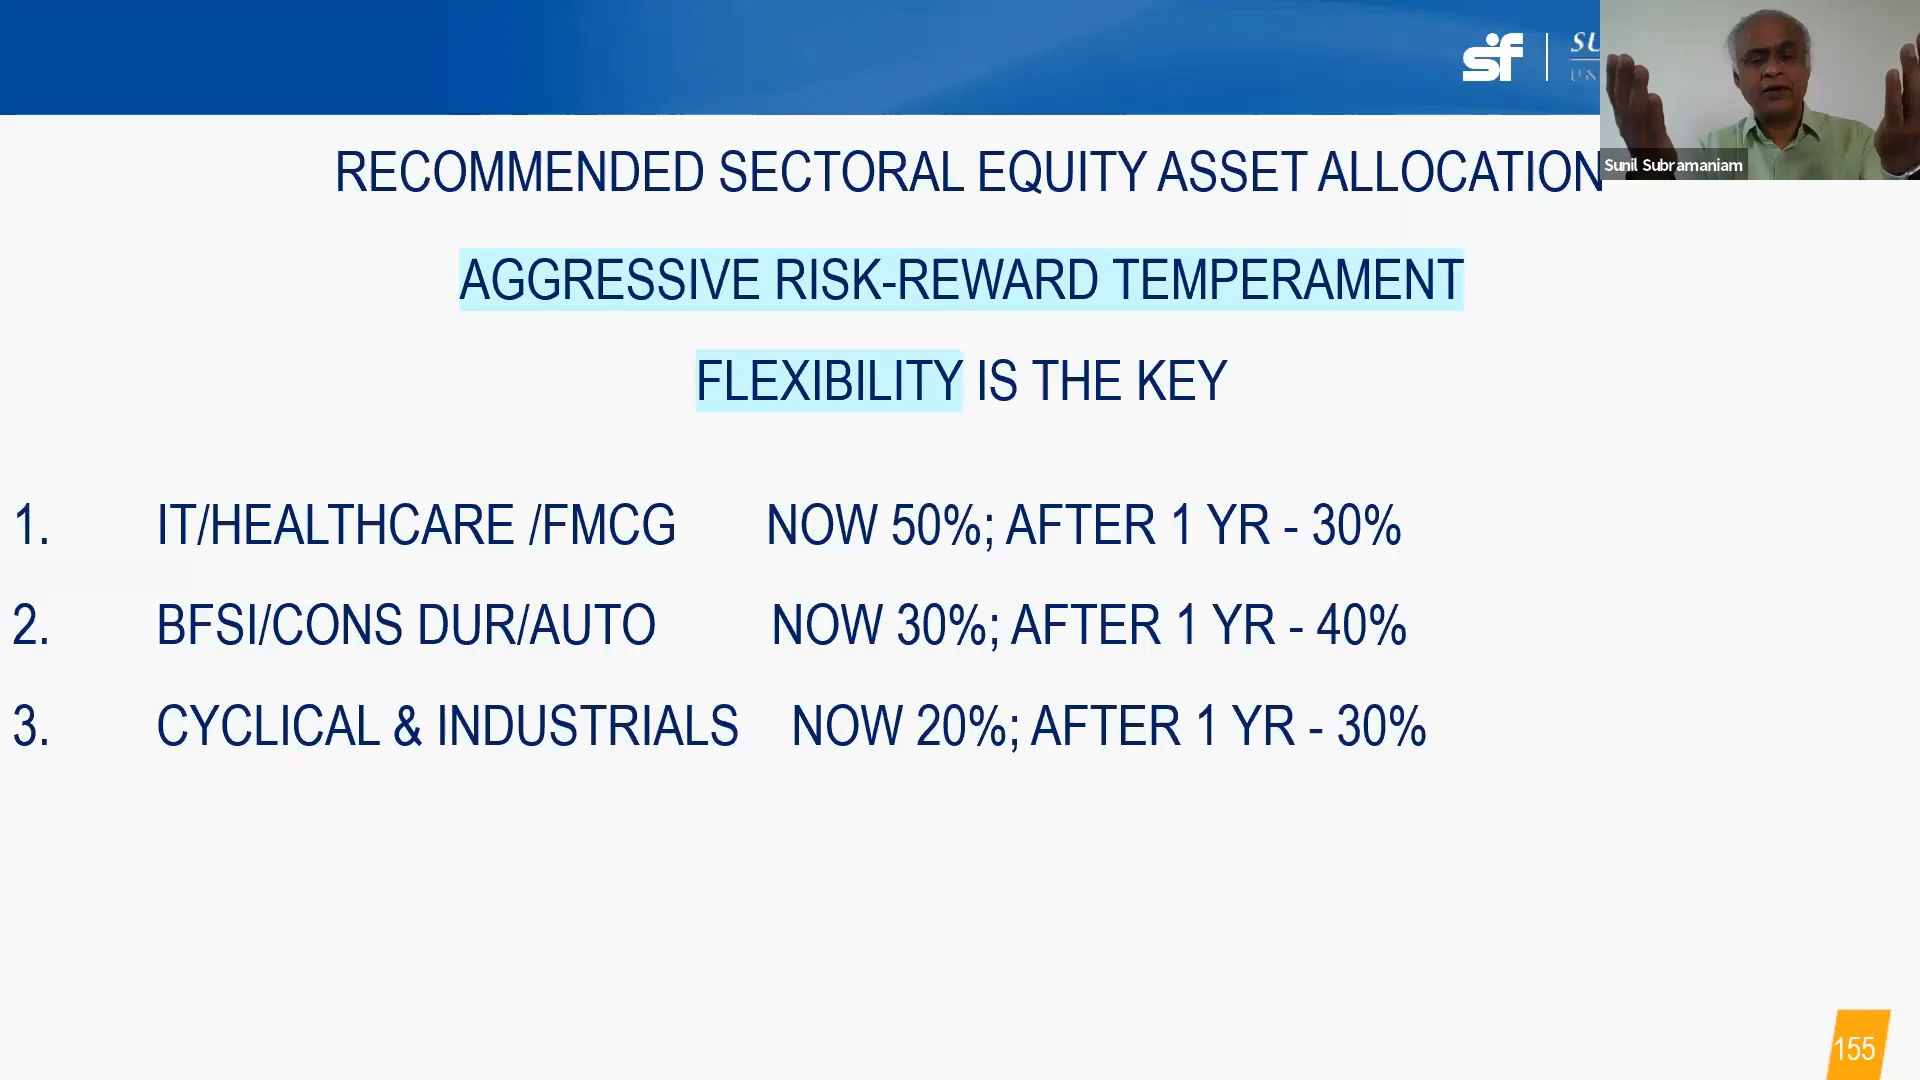 sf
RECOMMENDED SECTORAL EQUITY ASSET ALLOCATION
Sunil Subramaniam
AGGRESSIVE RISK-REWARD TEMPERAMENT
FLEXIBILITY IS THE KEY
1. IT/HEALTHCARE /FMCG NOW 50%; AFTER 1 YR - 30%
2. BFSI/CONS DUR/AUTO NOW 30%; AFTER 1 YR - 40%
3. CYCLICAL & INDUSTRIALS NOW 20%; AFTER 1 YR - 30%
155